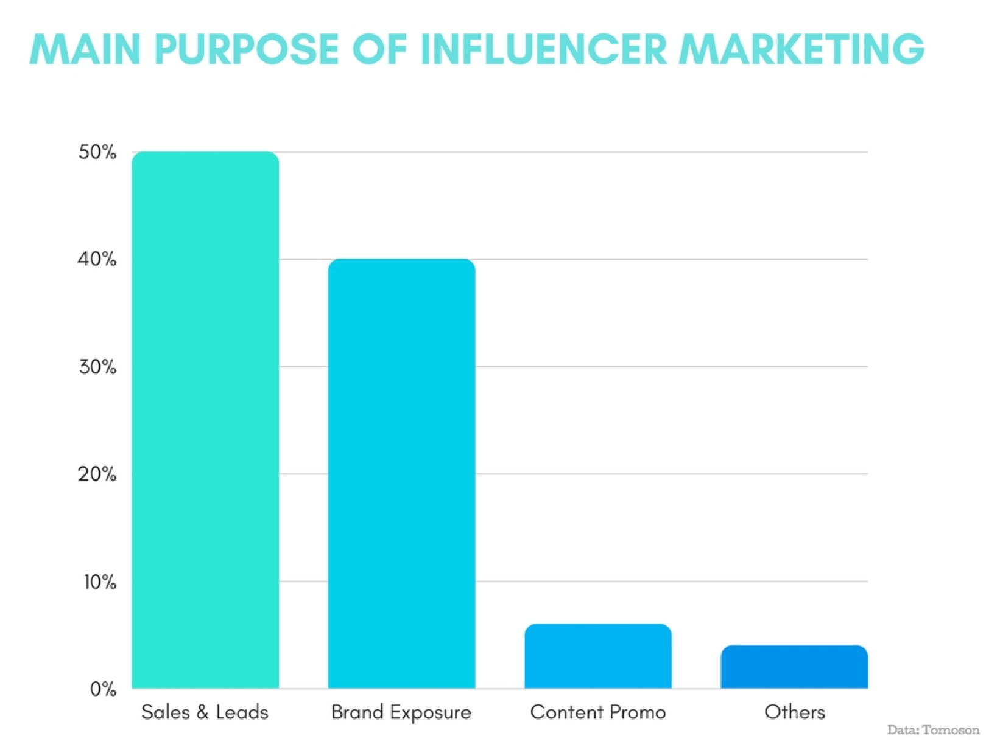 MAIN PURPOSE OF INFLUENCER MARKETING
50%
40%
30%
20%
10%
0%
Sales & Leads
Brand Exposure
Content Promo
Others
Data: Tomoson